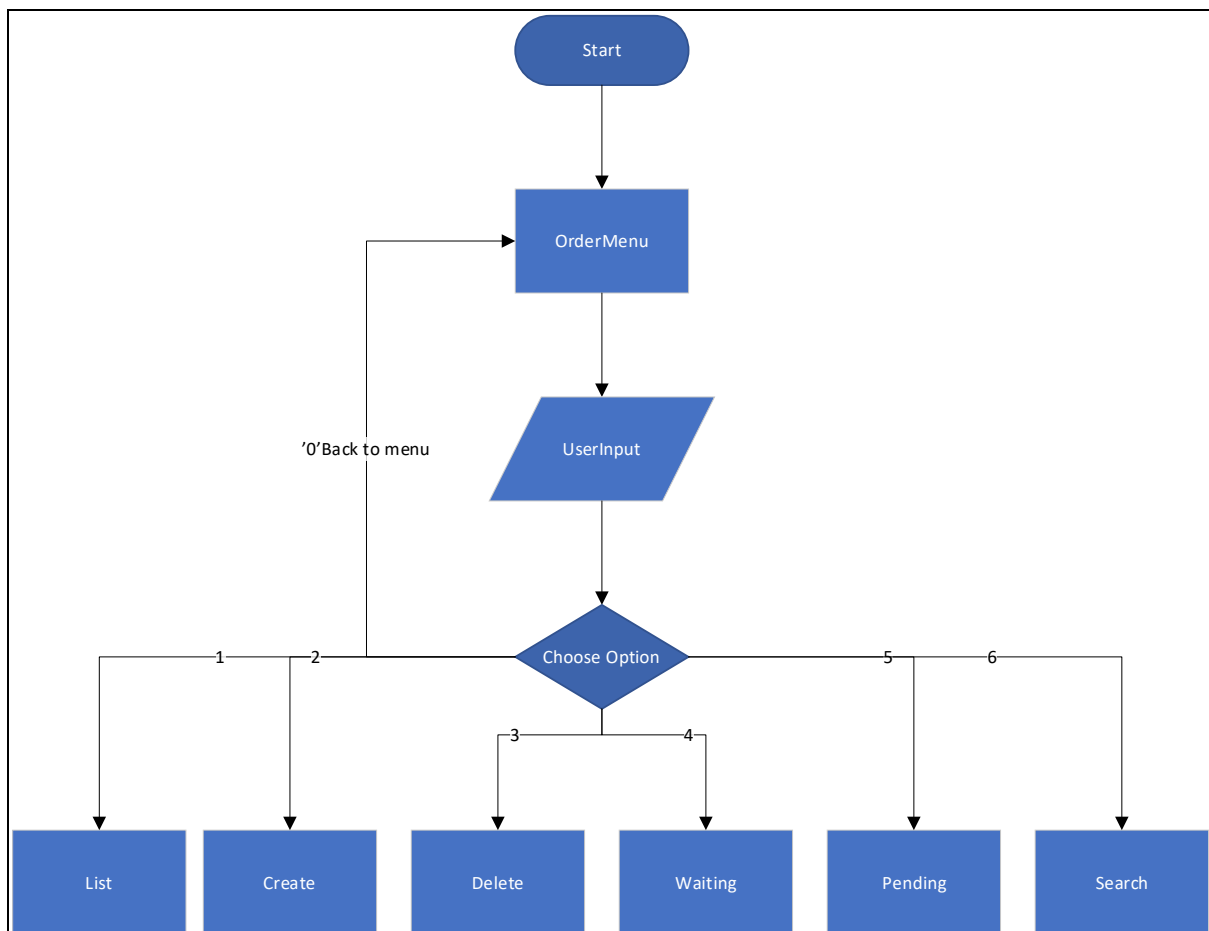 Start
OrderMenu
’0’Back to menu
UserInput
Choose Option
1
2
5
6
3
4
List
Create
Delete
Waiting
Pending
Search